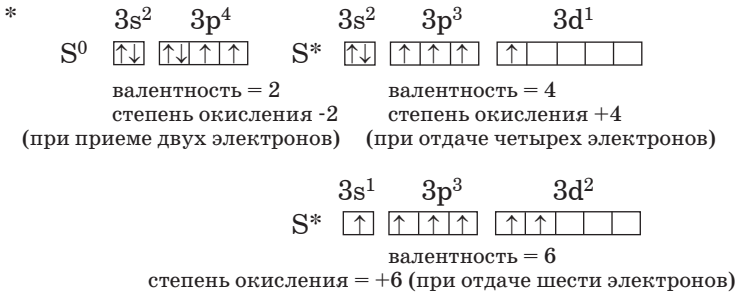 * 3s² 3p⁴ 3s² 3p³ 3d¹
S⁰ ↑↓ ↑↓ ↑ ↑ S* ↑↓ ↑ ↑ ↑ ↑
валентность = 2 валентность = 4
степень окисления -2 степень окисления +4
(при приеме двух электронов) (при отдаче четырех электронов)
3s¹ 3p³ 3d²
S* ↑ ↑ ↑ ↑ ↑ ↑
валентность = 6
степень окисления = +6 (при отдаче шести электронов)